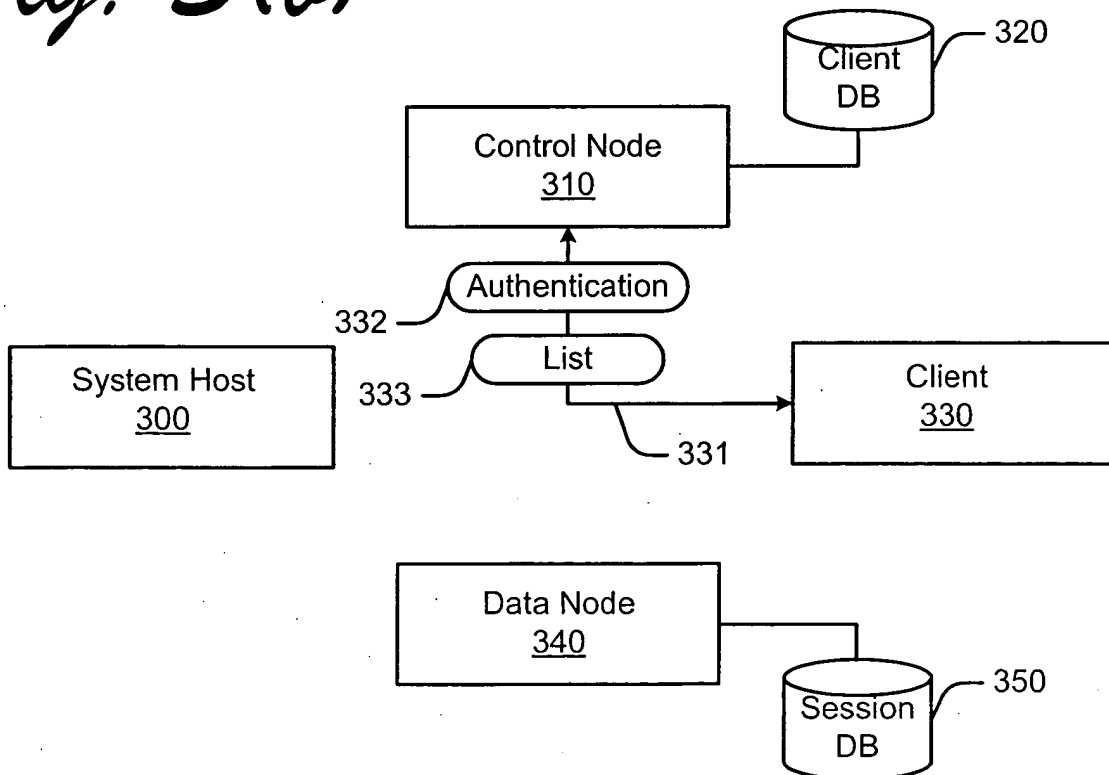 320
Client
DB
Control Node
310
Authentication
332
List
333
System Host
300
Client
330
331
Data Node
340
350
Session
DB